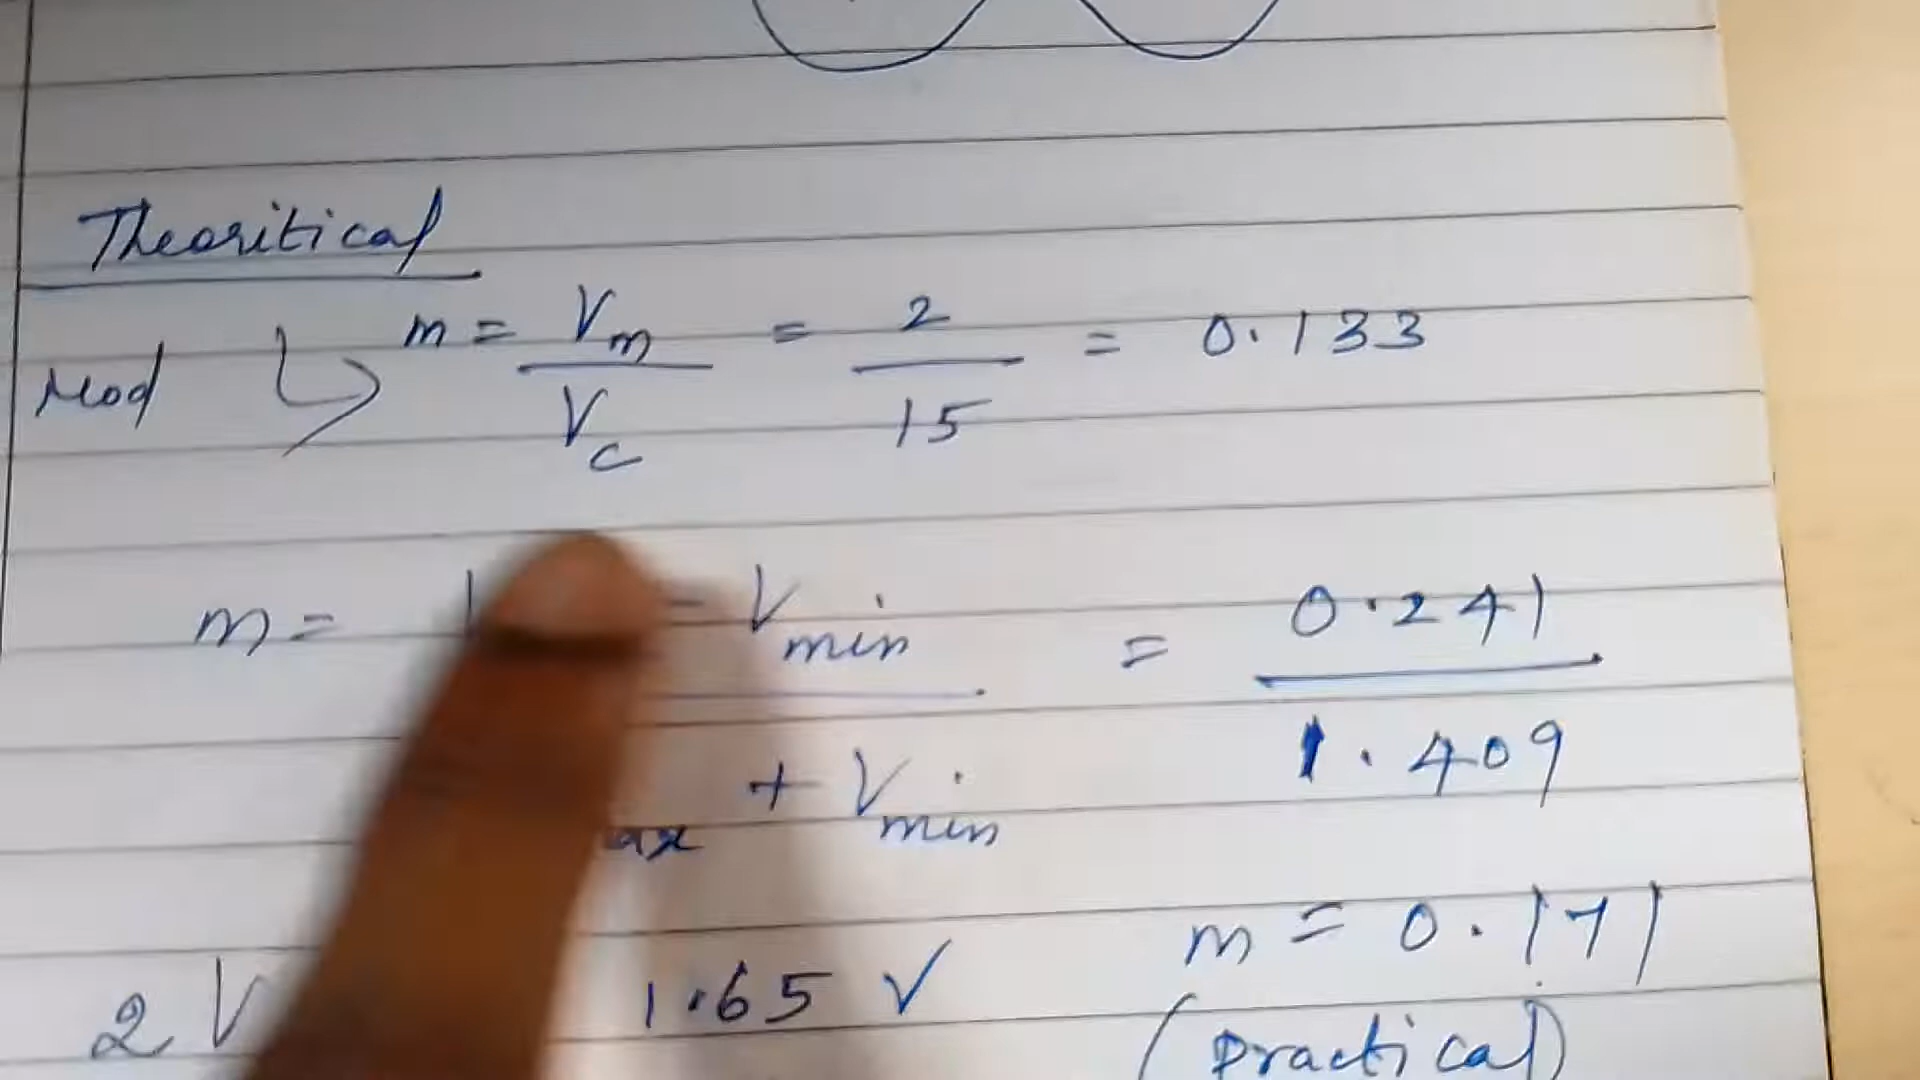 Theoritical
Mod m = Vm / Vc = 2 / 15 = 0.133
m = - Vmin / + Vmin = 0.241 / 1.409
m = 0.171
2 V 1.65 V
(Practical)